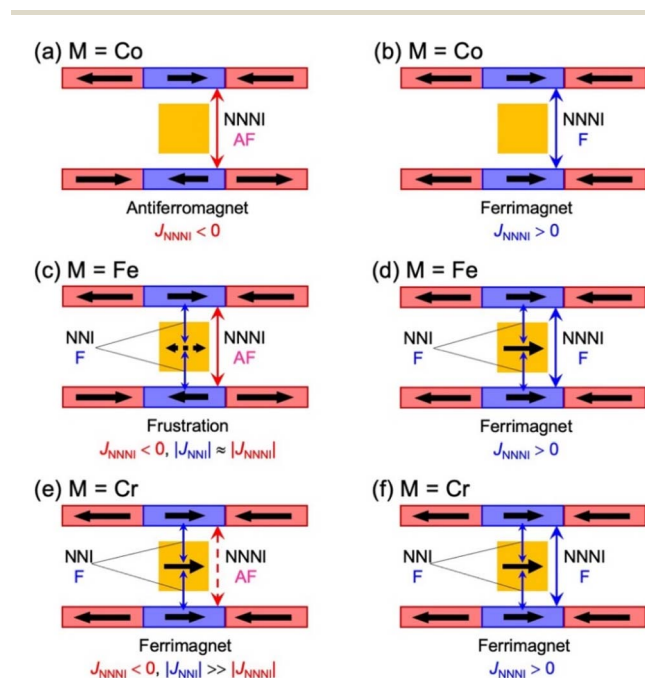 (a) M = Co
NNNI
AF
Antiferromagnet
J_NNNI < 0
(b) M = Co
NNNI
F
Ferrimagnet
J_NNNI > 0
(c) M = Fe
NNI
F
NNNI
AF
Frustration
J_NNNI < 0, |J_NNI| ≈ |J_NNNI|
(d) M = Fe
NNI
F
NNNI
F
Ferrimagnet
J_NNNI > 0
(e) M = Cr
NNI
F
NNNI
AF
Ferrimagnet
J_NNNI < 0, |J_NNI| >> |J_NNNI|
(f) M = Cr
NNI
F
NNNI
F
Ferrimagnet
J_NNNI > 0